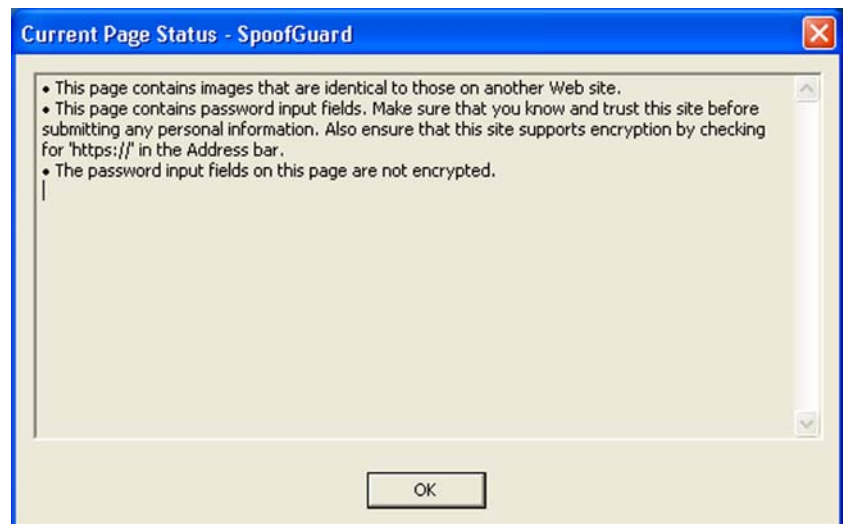 Current Page Status - SpoofGuard
• This page contains images that are identical to those on another Web site.
• This page contains password input fields. Make sure that you know and trust this site before
submitting any personal information. Also ensure that this site supports encryption by checking
for 'https://' in the Address bar.
• The password input fields on this page are not encrypted.
OK